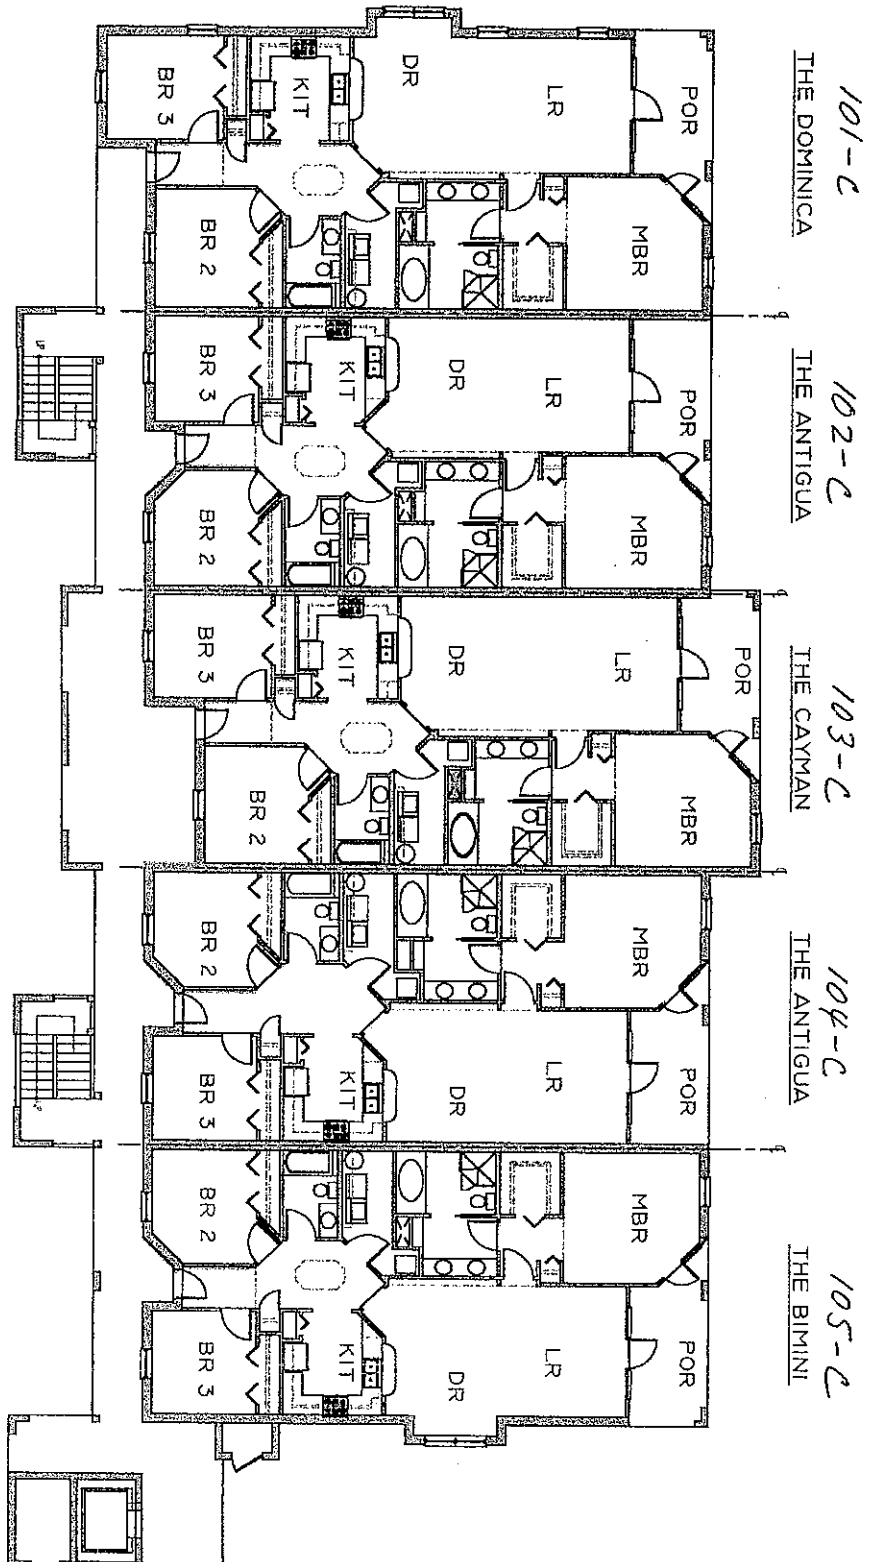 101-C
THE DOMINICA
POR
LR
DR
MBR
KIT
BR 3
BR 2
102-C
THE ANTIGUA
POR
LR
DR
MBR
KIT
BR 3
BR 2
UP
103-C
THE CAYMAN
POR
LR
DR
MBR
KIT
BR 3
BR 2
104-C
THE ANTIGUA
MBR
POR
LR
DR
KIT
BR 2
BR 3
105-C
THE BIMINI
MBR
POR
LR
DR
KIT
BR 2
BR 3